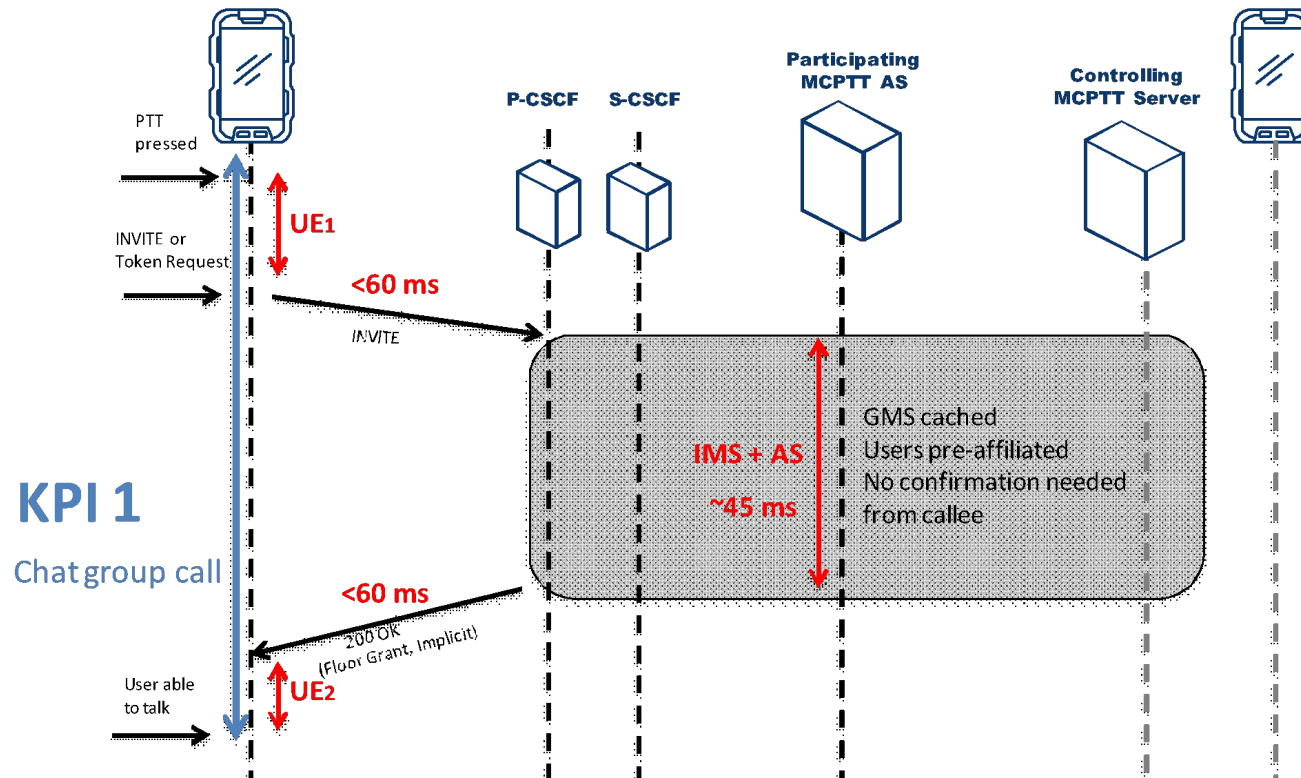 Participating
MCPTT AS
Controlling
MCPTT Server
P-CSCF
S-CSCF
PTT
pressed
UE1
INVITE or
Token Request
<60 ms
INVITE
GMS cached
Users pre-affiliated
No confirmation needed
from callee
IMS + AS
~45 ms
KPI 1
Chat group call
<60 ms
200 OK
(Floor Grant, Implicit)
UE2
User able
to talk